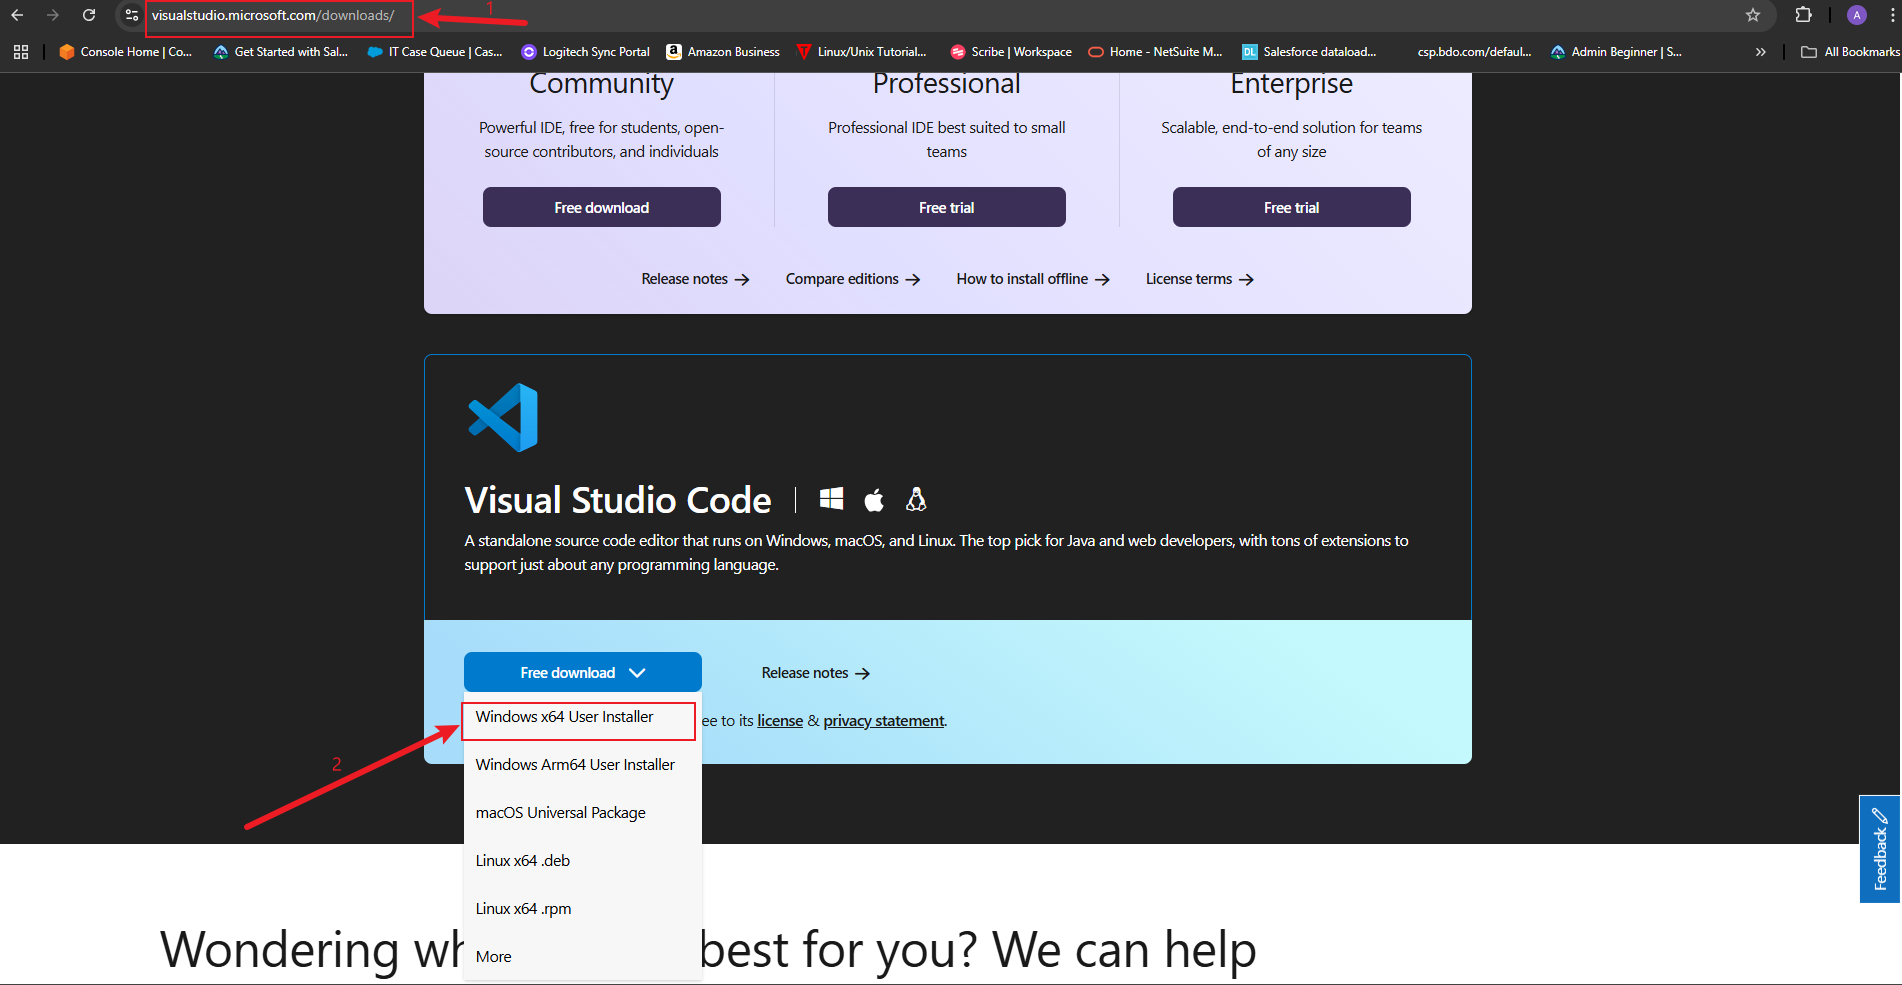 visualstudio.microsoft.com/downloads/
1
A
Console Home | Co...
Get Started with Sal...
IT Case Queue | Cas...
Logitech Sync Portal
Amazon Business
Linux/Unix Tutorial...
Scribe | Workspace
Home - NetSuite M...
DL
Salesforce dataload...
csp.bdo.com/defaul...
Admin Beginner | S...
»
All Bookmarks
Community
Professional
Enterprise
Powerful IDE, free for students, open-
source contributors, and individuals
Professional IDE best suited to small
teams
Scalable, end-to-end solution for teams
of any size
Free download
Free trial
Free trial
Release notes
Compare editions
How to install offline
License terms
Visual Studio Code
A standalone source code editor that runs on Windows, macOS, and Linux. The top pick for Java and web developers, with tons of extensions to
support just about any programming language.
Free download
Release notes
Windows x64 User Installer
ee to its license & privacy statement.
2
Windows Arm64 User Installer
macOS Universal Package
Linux x64 .deb
Linux x64 .rpm
More
Feedback
Wondering wh best for you? We can help